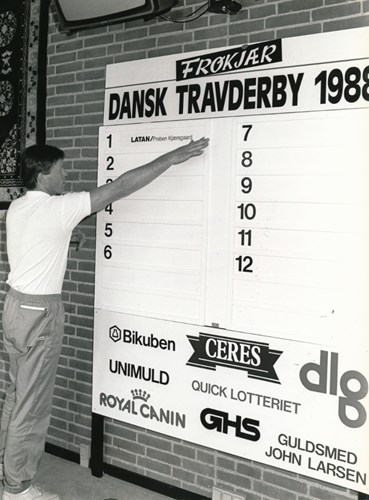 FRØKJÆR
DANSK TRAVDERBY 1988
1 LATAN/Preben Kjærsgaard
2
3
4
5
6
7
8
9
10
11
12
Bikuben
CERES
dlg
UNIMULD
QUICK LOTTERIET
ROYAL CANIN
GHS
GULDSMED
JOHN LARSEN